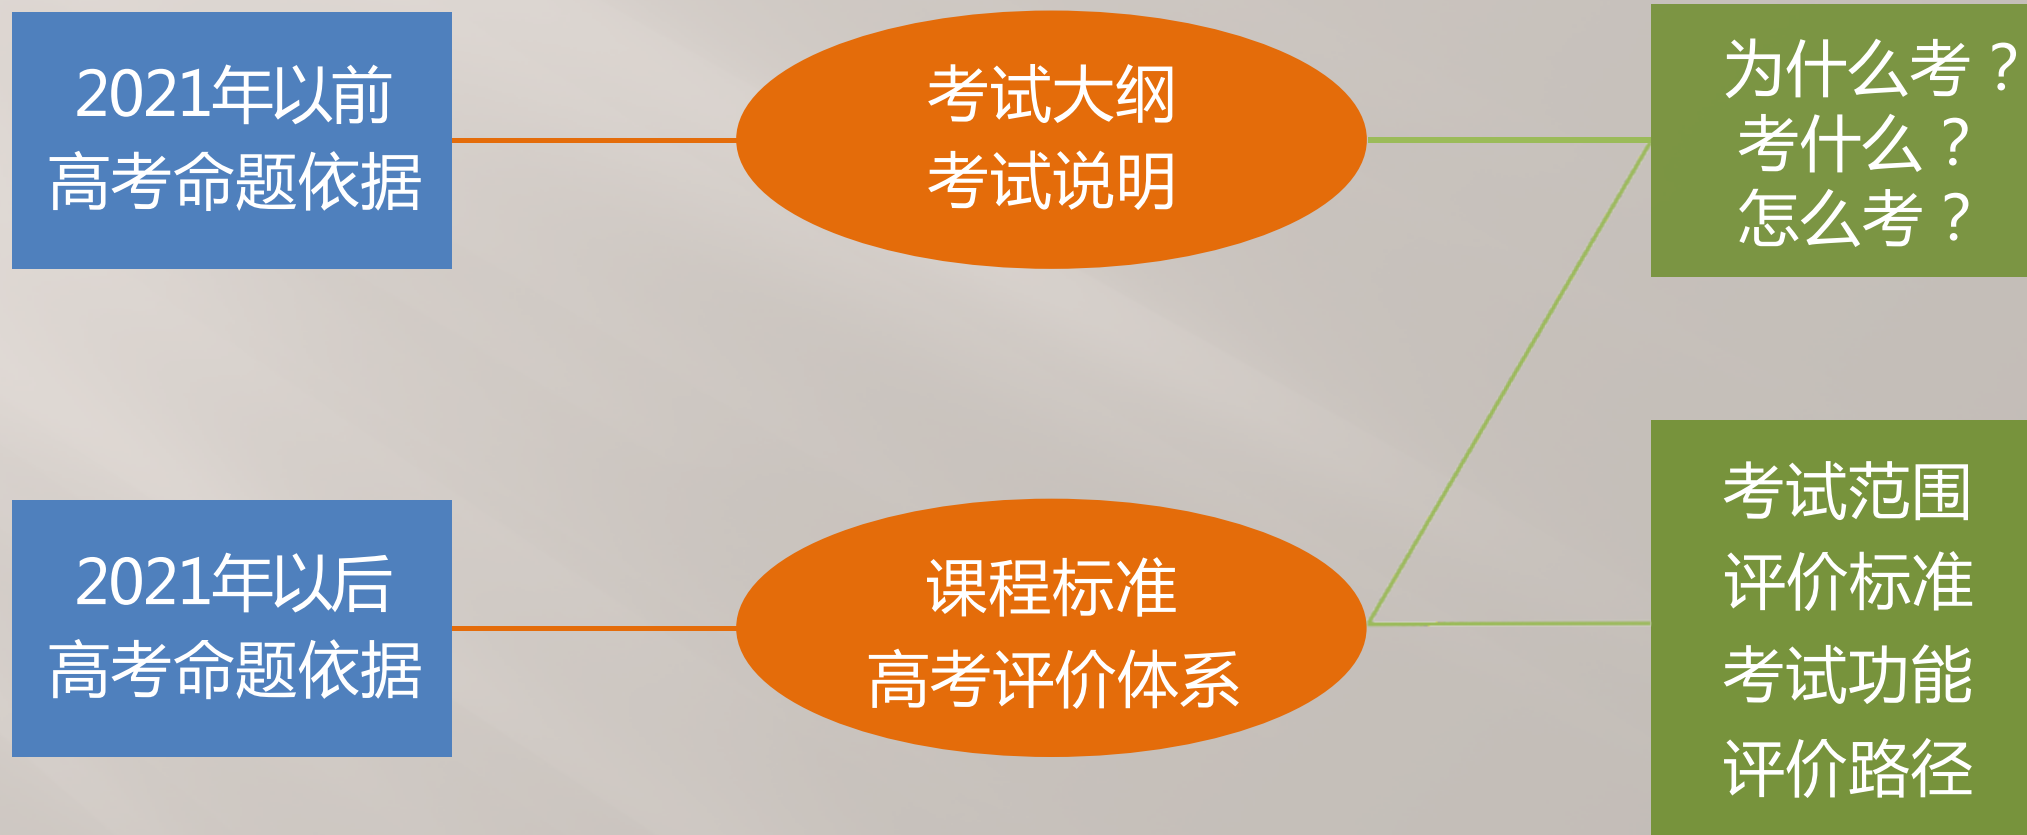 2021年以前
高考命题依据
考试大纲
考试说明
为什么考？
考什么？
怎么考？
2021年以后
高考命题依据
课程标准
高考评价体系
考试范围
评价标准
考试功能
评价路径